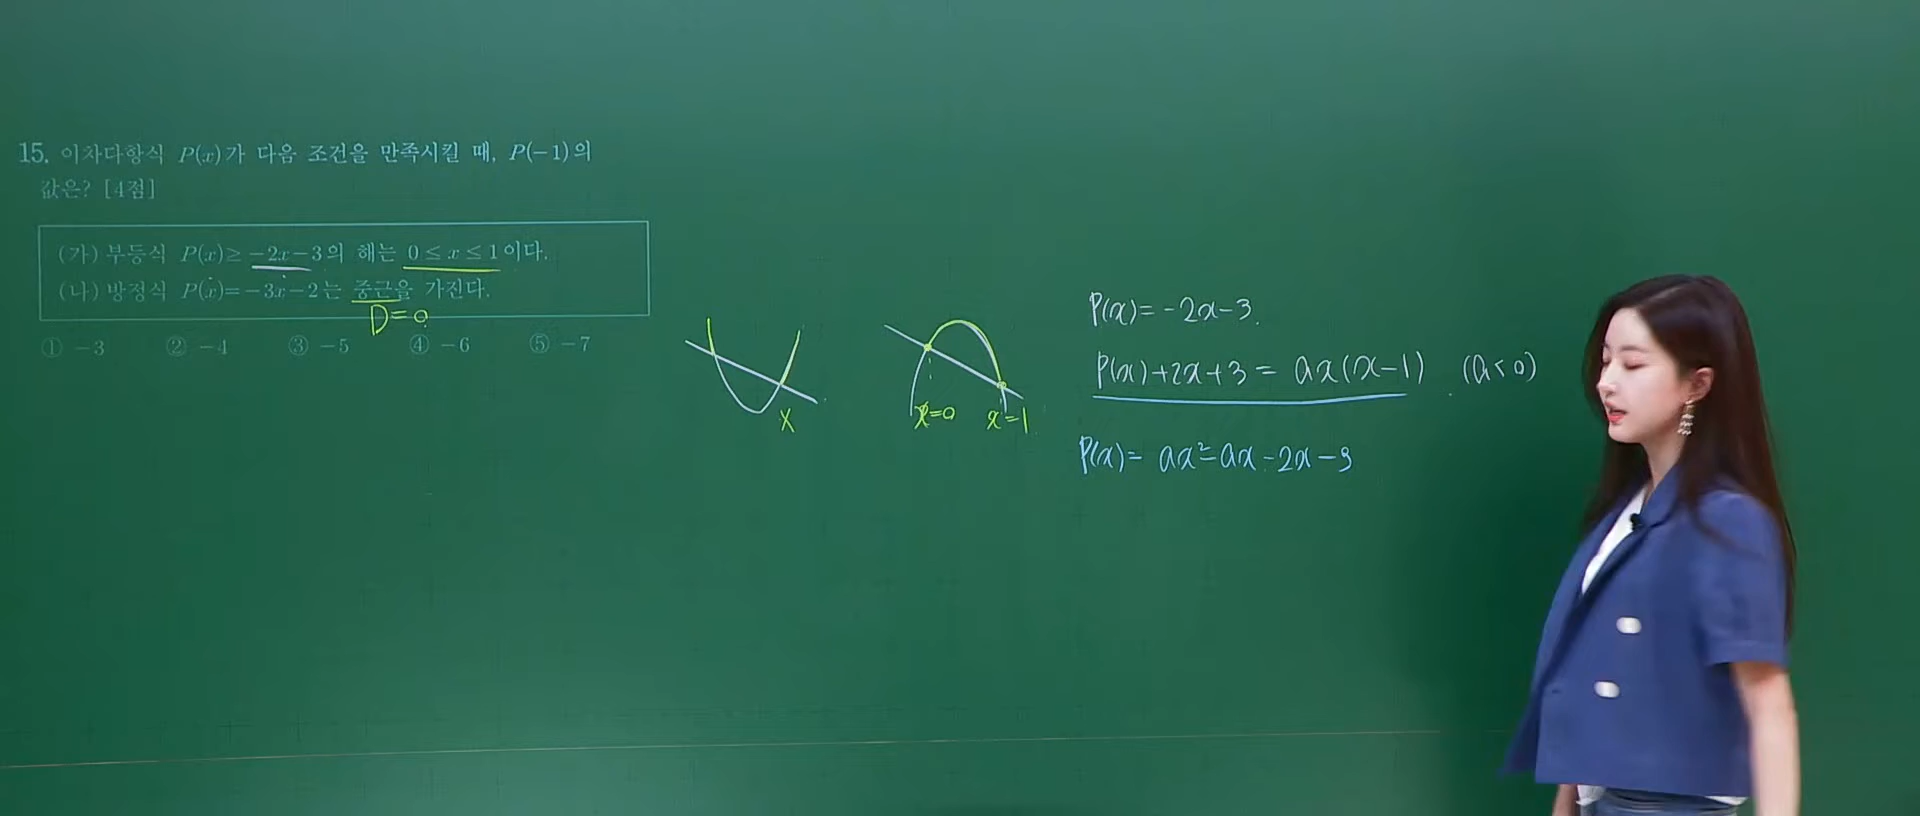 15. 이차다항식 P(x)가 다음 조건을 만족시킬 때, P(-1)의
값은? [4점]
(가) 부등식 P(x)≥-2x-3의 해는 0≤x≤1이다.
(나) 방정식 P(x)=-3x-2는 중근을 가진다.
D=0
① -3 ② -4 ③ -5 ④ -6 ⑤ -7
X
x=0 x=1
P(x)=-2x-3.
P(x)+2x+3=ax(x-1) (a<0)
P(x)=ax²-ax-2x-3